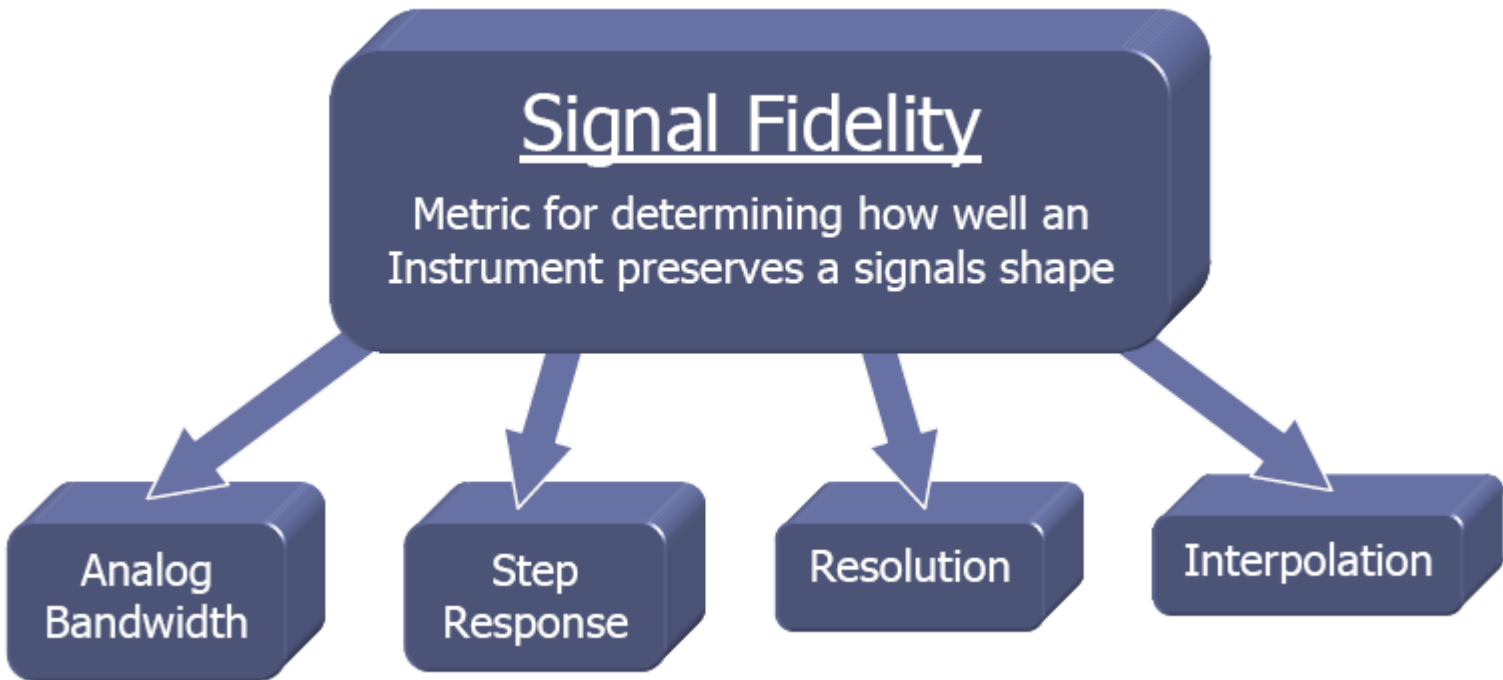 Signal Fidelity
Metric for determining how well an
Instrument preserves a signals shape
Analog
Bandwidth
Step
Response
Resolution
Interpolation